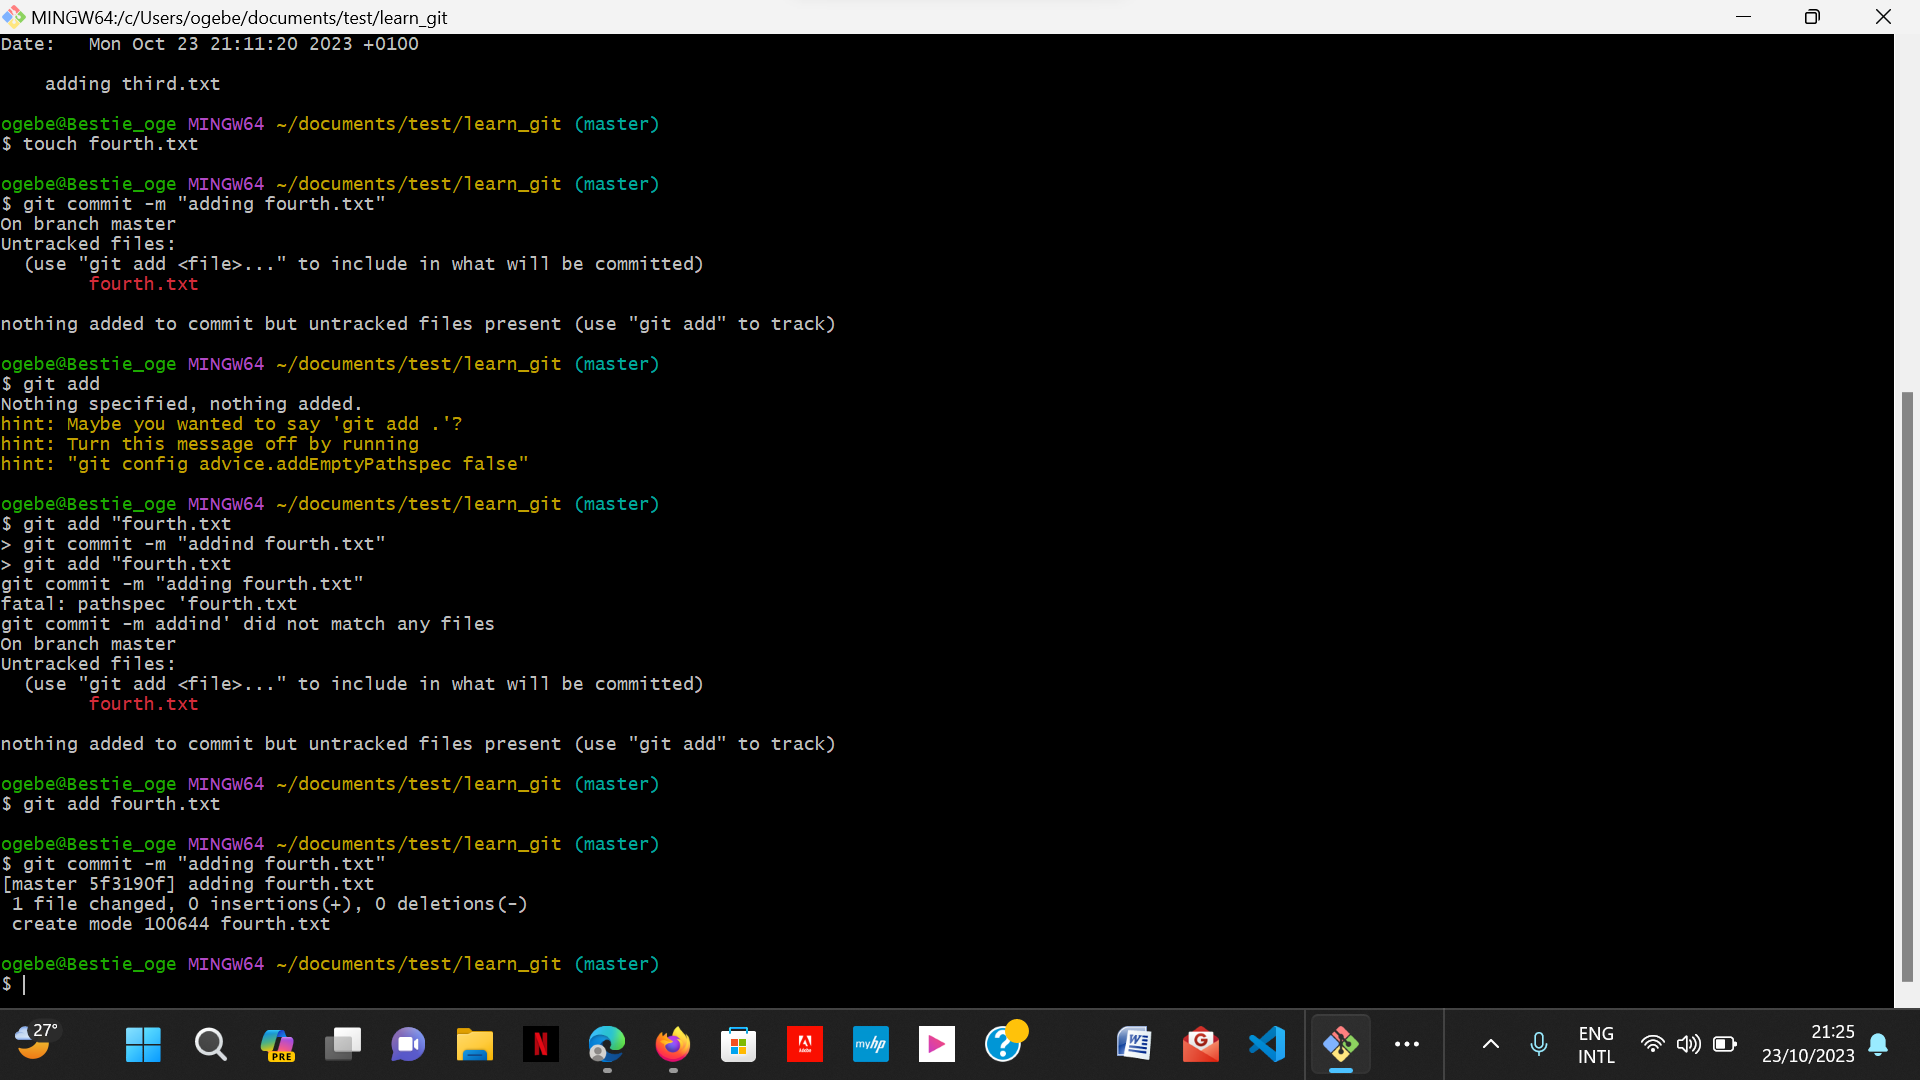 MINGW64:/c/Users/ogebe/documents/test/learn_git
Date:   Mon Oct 23 21:11:20 2023 +0100
    adding third.txt
ogebe@Bestie_oge MINGW64 ~/documents/test/learn_git (master)
$ touch fourth.txt
ogebe@Bestie_oge MINGW64 ~/documents/test/learn_git (master)
$ git commit -m "adding fourth.txt"
On branch master
Untracked files:
  (use "git add <file>..." to include in what will be committed)
        fourth.txt
nothing added to commit but untracked files present (use "git add" to track)
ogebe@Bestie_oge MINGW64 ~/documents/test/learn_git (master)
$ git add
Nothing specified, nothing added.
hint: Maybe you wanted to say 'git add .'?
hint: Turn this message off by running
hint: "git config advice.addEmptyPathspec false"
ogebe@Bestie_oge MINGW64 ~/documents/test/learn_git (master)
$ git add "fourth.txt
> git commit -m "addind fourth.txt"
> git add "fourth.txt
git commit -m "adding fourth.txt"
fatal: pathspec 'fourth.txt
git commit -m addind' did not match any files
On branch master
Untracked files:
  (use "git add <file>..." to include in what will be committed)
        fourth.txt
nothing added to commit but untracked files present (use "git add" to track)
ogebe@Bestie_oge MINGW64 ~/documents/test/learn_git (master)
$ git add fourth.txt
ogebe@Bestie_oge MINGW64 ~/documents/test/learn_git (master)
$ git commit -m "adding fourth.txt"
[master 5f3190f] adding fourth.txt
 1 file changed, 0 insertions(+), 0 deletions(-)
 create mode 100644 fourth.txt
ogebe@Bestie_oge MINGW64 ~/documents/test/learn_git (master)
$
27°
PRE
N
Adobe
myhp
?
W
G
ENG
INTL
21:25
23/10/2023